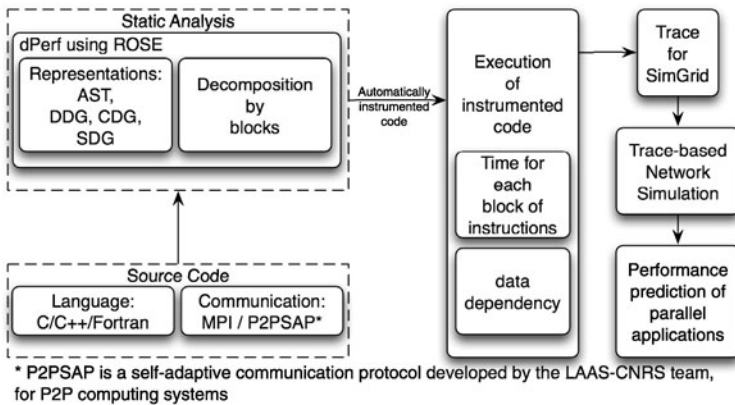 Static Analysis
dPerf using ROSE
Representations:
AST,
DDG, CDG,
SDG
Decomposition
by
blocks
Automatically
instrumented
code
Source Code
Language:
C/C++/Fortran
Communication:
MPI / P2PSAP*
Execution
of
instrumented
code
Time for
each
block of
instructions
data
dependency
Trace
for
SimGrid
Trace-based
Network
Simulation
Performance
prediction of
parallel
applications
* P2PSAP is a self-adaptive communication protocol developed by the LAAS-CNRS team,
for P2P computing systems